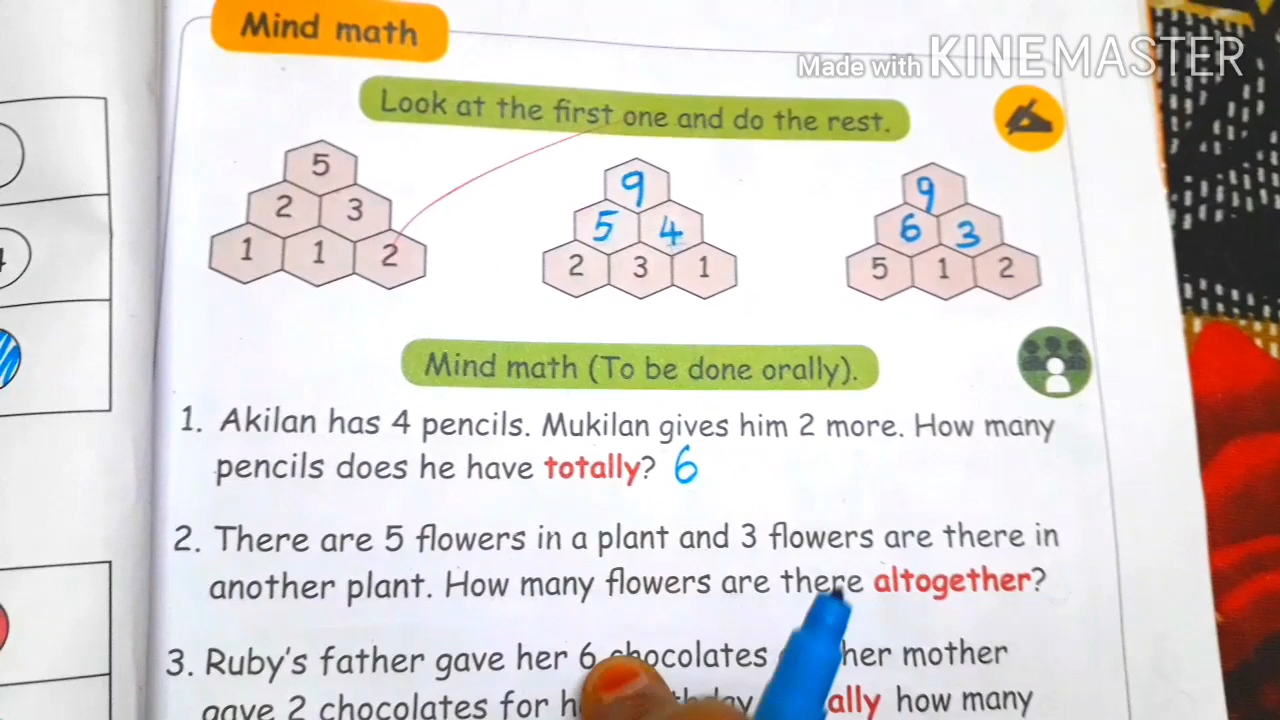 Mind math
Made with KINEMASTER
Look at the first one and do the rest.
5
2 3
1 1 2
9
5 4
2 3 1
9
6 3
5 1 2
Mind math (To be done orally).
1. Akilan has 4 pencils. Mukilan gives him 2 more. How many
pencils does he have totally? 6
2. There are 5 flowers in a plant and 3 flowers are there in
another plant. How many flowers are there altogether?
3. Ruby's father gave her 6 chocolates her mother
gave 2 chocolates for how many